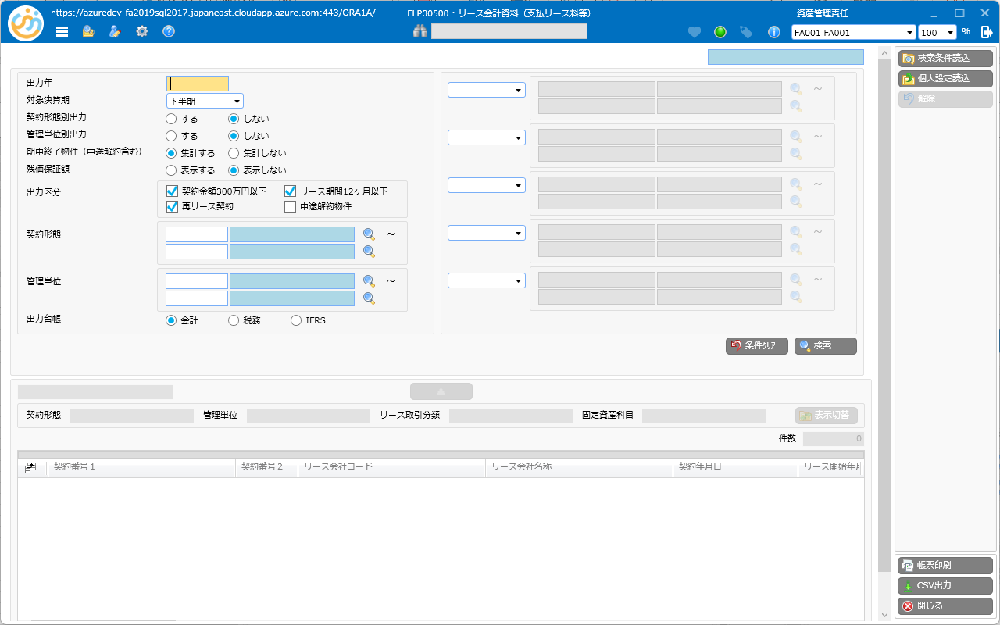 https://azuredev-fa2019sql2017.japaneast.cloudapp.azure.com:443/ORA1A/
FLP00500：リース会計資料（支払リース料等）
資産管理責任
FA001 FA001
100
%
検索条件読込
個人設定読込
解除
出力年
対象決算期
下半期
契約形態別出力
する
しない
管理単位別出力
する
しない
期中終了物件（中途解約含む）
集計する
集計しない
残価保証額
表示する
表示しない
出力区分
契約金額300万円以下
リース期間12ヶ月以下
再リース契約
中途解約物件
契約形態
～
管理単位
～
出力台帳
会計
税務
IFRS
～
～
～
～
～
条件ｸﾘｱ
検索
契約形態
管理単位
リース取引分類
固定資産科目
表示切替
件数
0
契約番号１
契約番号２
リース会社コード
リース会社名称
契約年月日
リース開始年月
帳票印刷
CSV出力
閉じる